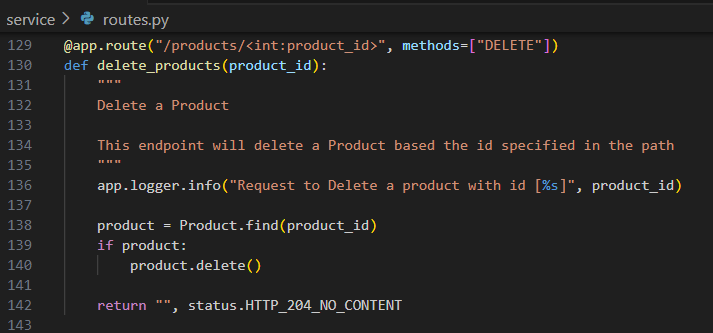 service > routes.py
129 @app.route("/products/<int:product_id>", methods=["DELETE"])
130 def delete_products(product_id):
131     """
132     Delete a Product
133
134     This endpoint will delete a Product based the id specified in the path
135     """
136     app.logger.info("Request to Delete a product with id [%s]", product_id)
137
138     product = Product.find(product_id)
139     if product:
140         product.delete()
141
142     return "", status.HTTP_204_NO_CONTENT
143